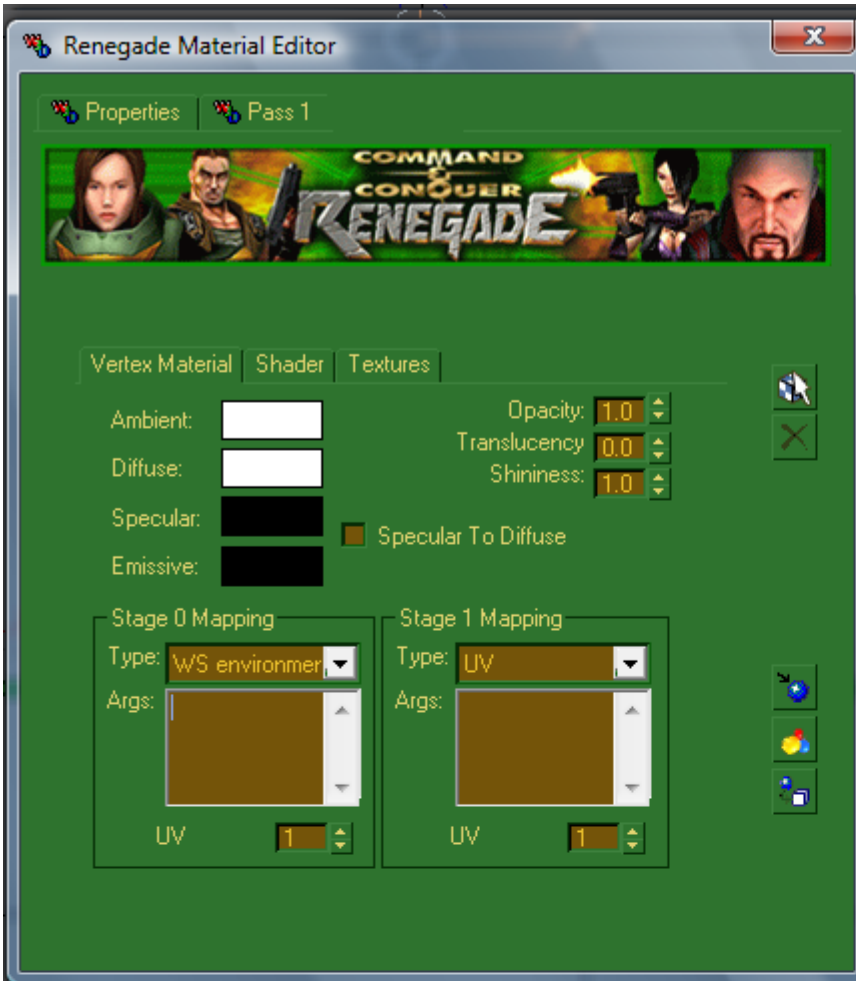 Renegade Material Editor
Properties Pass 1
COMMAND
&
CONQUER
RENEGADE
Vertex Material Shader Textures
Ambient: Opacity: 1.0
Translucency 0.0
Diffuse: Shininess: 1.0
Specular: Specular To Diffuse
Emissive:
Stage 0 Mapping Stage 1 Mapping
Type: WS environmer Type: UV
Args: Args:
UV 1 UV 1